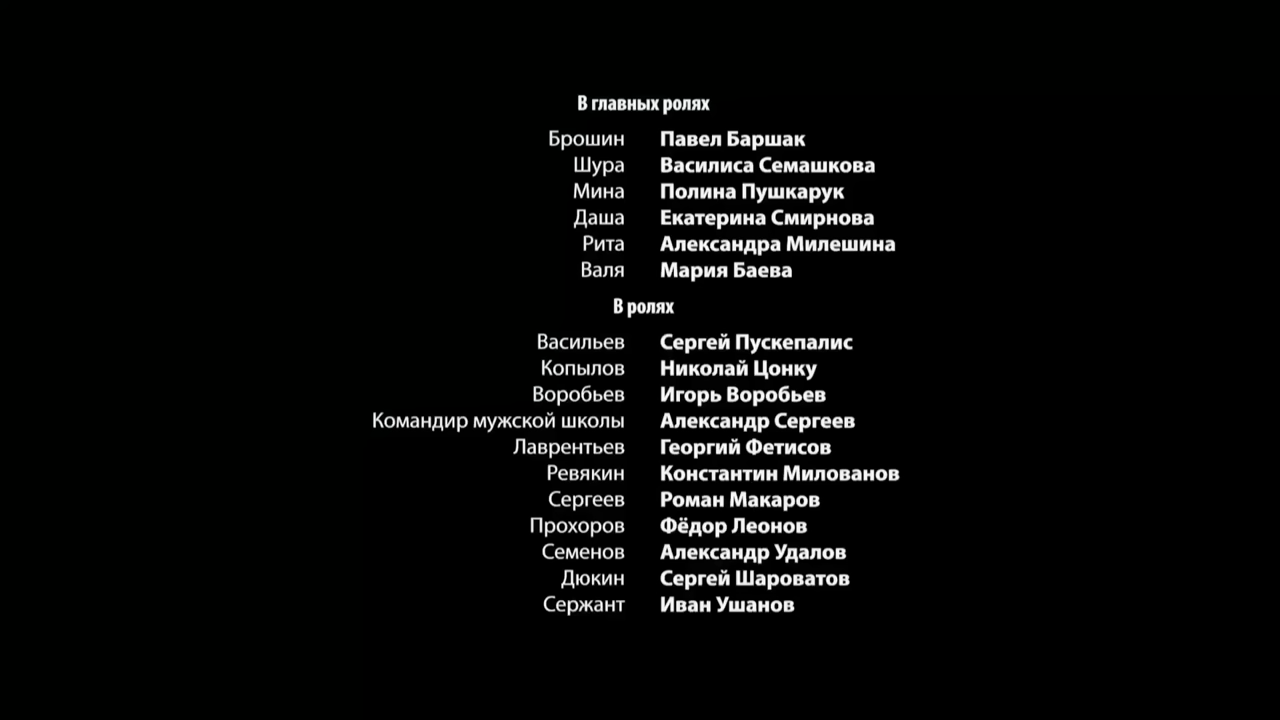 В главных ролях
Брошин Павел Баршак
Шура Василиса Семашкова
Мина Полина Пушкарук
Даша Екатерина Смирнова
Рита Александра Милешина
Валя Мария Баева
В ролях
Васильев Сергей Пускепалис
Копылов Николай Цонку
Воробьев Игорь Воробьев
Командир мужской школы Александр Сергеев
Лаврентьев Георгий Фетисов
Ревякин Константин Милованов
Сергеев Роман Макаров
Прохоров Фёдор Леонов
Семенов Александр Удалов
Дюкин Сергей Шароватов
Сержант Иван Ушанов